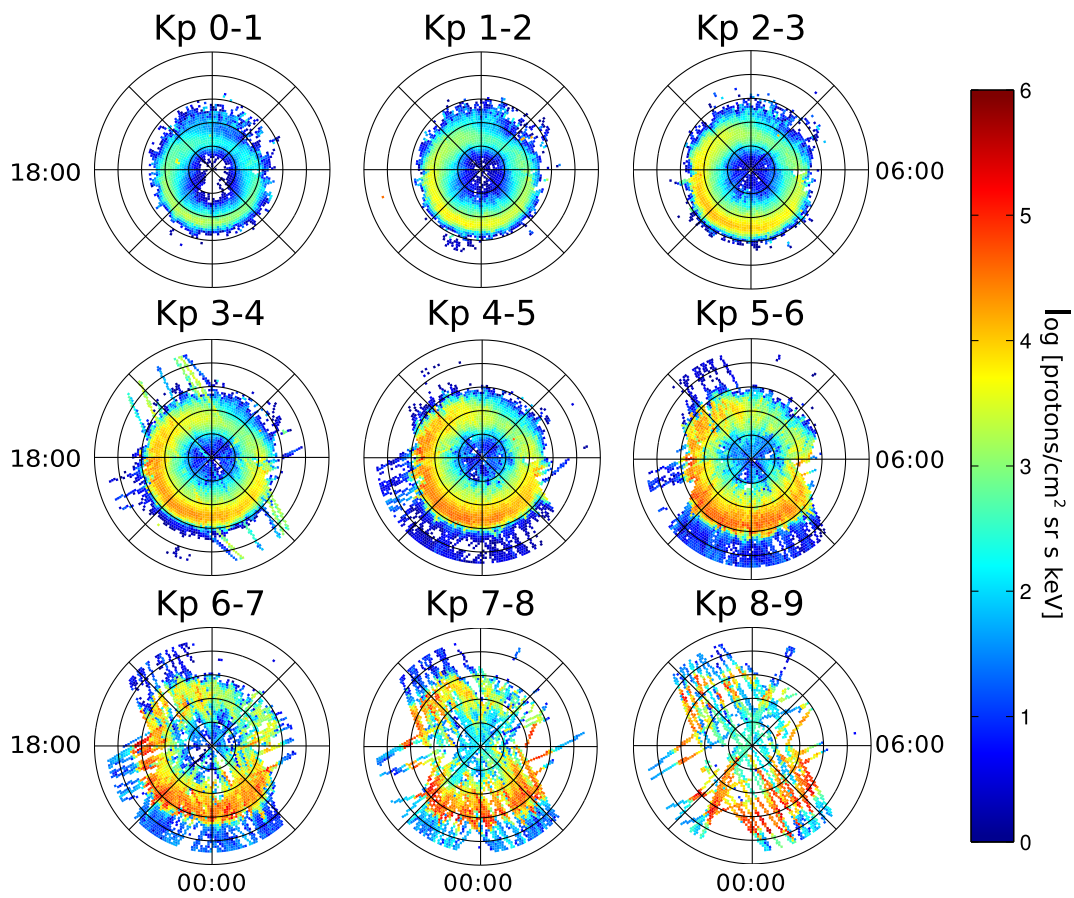 Kp 0-1 Kp 1-2 Kp 2-3
18:00 06:00
Kp 3-4 Kp 4-5 Kp 5-6
18:00 06:00
Kp 6-7 Kp 7-8 Kp 8-9
18:00 06:00
00:00 00:00 00:00
6
5
4
3
2
1
0
log [protons/cm² sr s keV]